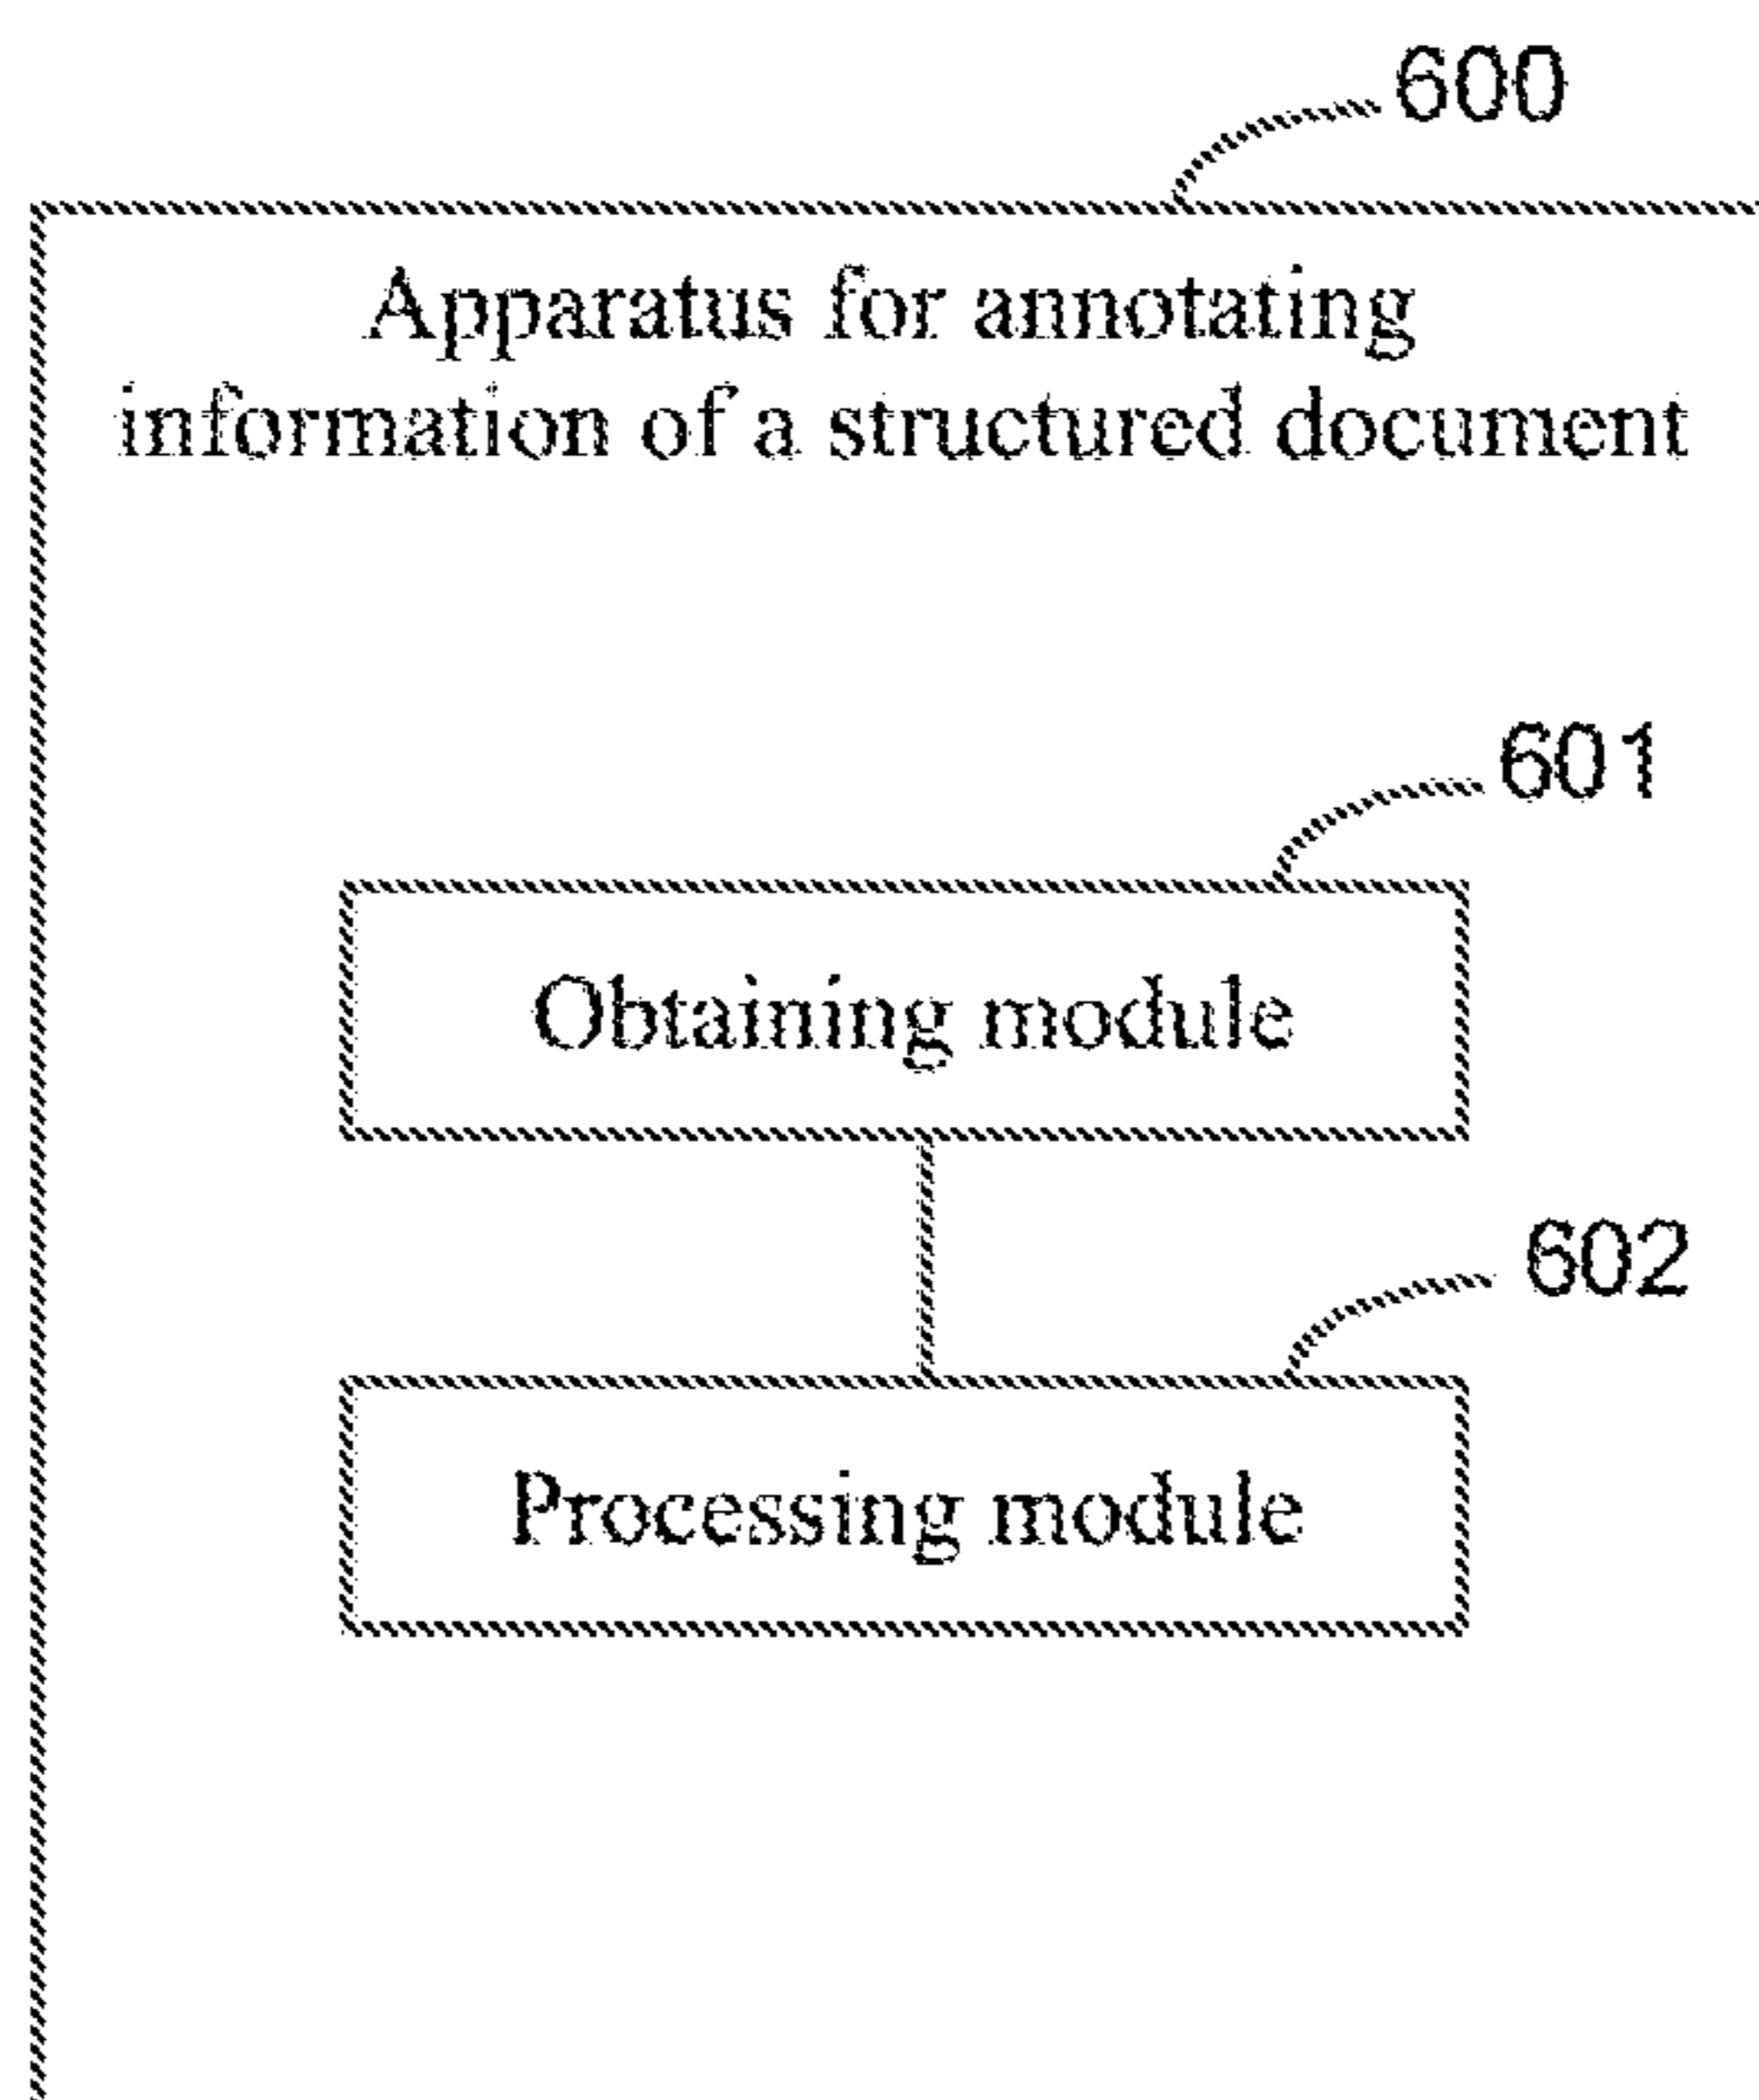 600
Apparatus for annotating
information of a structured document
601
Obtaining module
602
Processing module